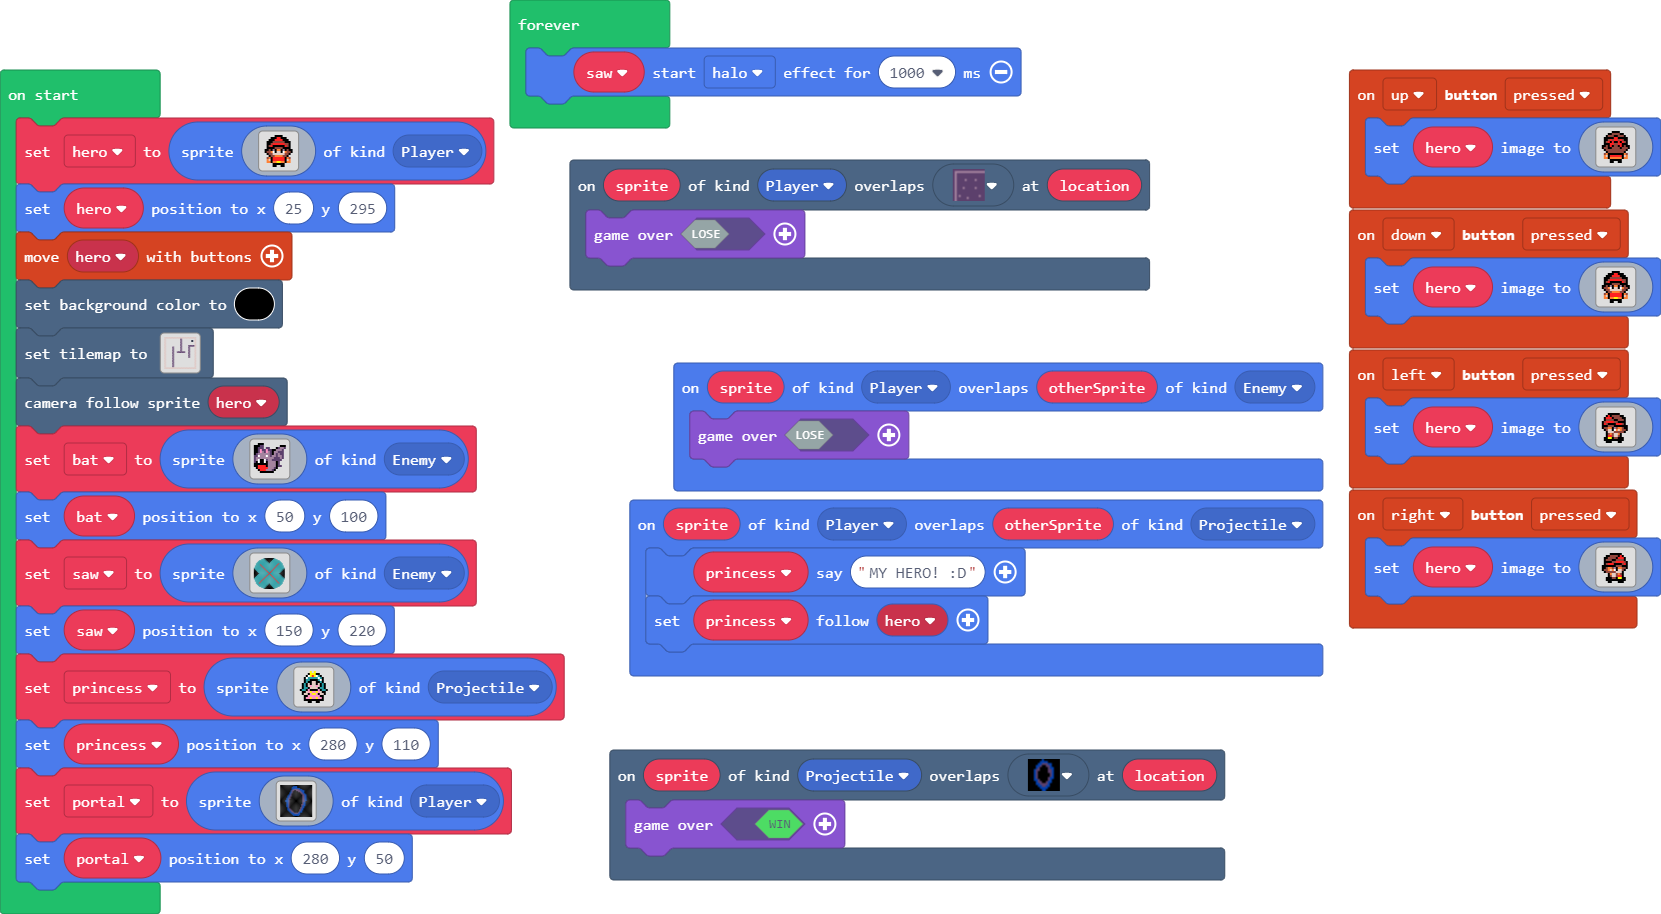 on start
set hero to sprite of kind Player
set hero position to x 25 y 295
move hero with buttons
set background color to
set tilemap to
camera follow sprite hero
set bat to sprite of kind Enemy
set bat position to x 50 y 100
set saw to sprite of kind Enemy
set saw position to x 150 y 220
set princess to sprite of kind Projectile
set princess position to x 280 y 110
set portal to sprite of kind Player
set portal position to x 280 y 50
forever
saw start halo effect for 1000 ms
on sprite of kind Player overlaps at location
game over LOSE
on sprite of kind Player overlaps otherSprite of kind Enemy
game over LOSE
on sprite of kind Player overlaps otherSprite of kind Projectile
princess say "MY HERO! :D"
set princess follow hero
on sprite of kind Projectile overlaps at location
game over WIN
on up button pressed
set hero image to
on down button pressed
set hero image to
on left button pressed
set hero image to
on right button pressed
set hero image to